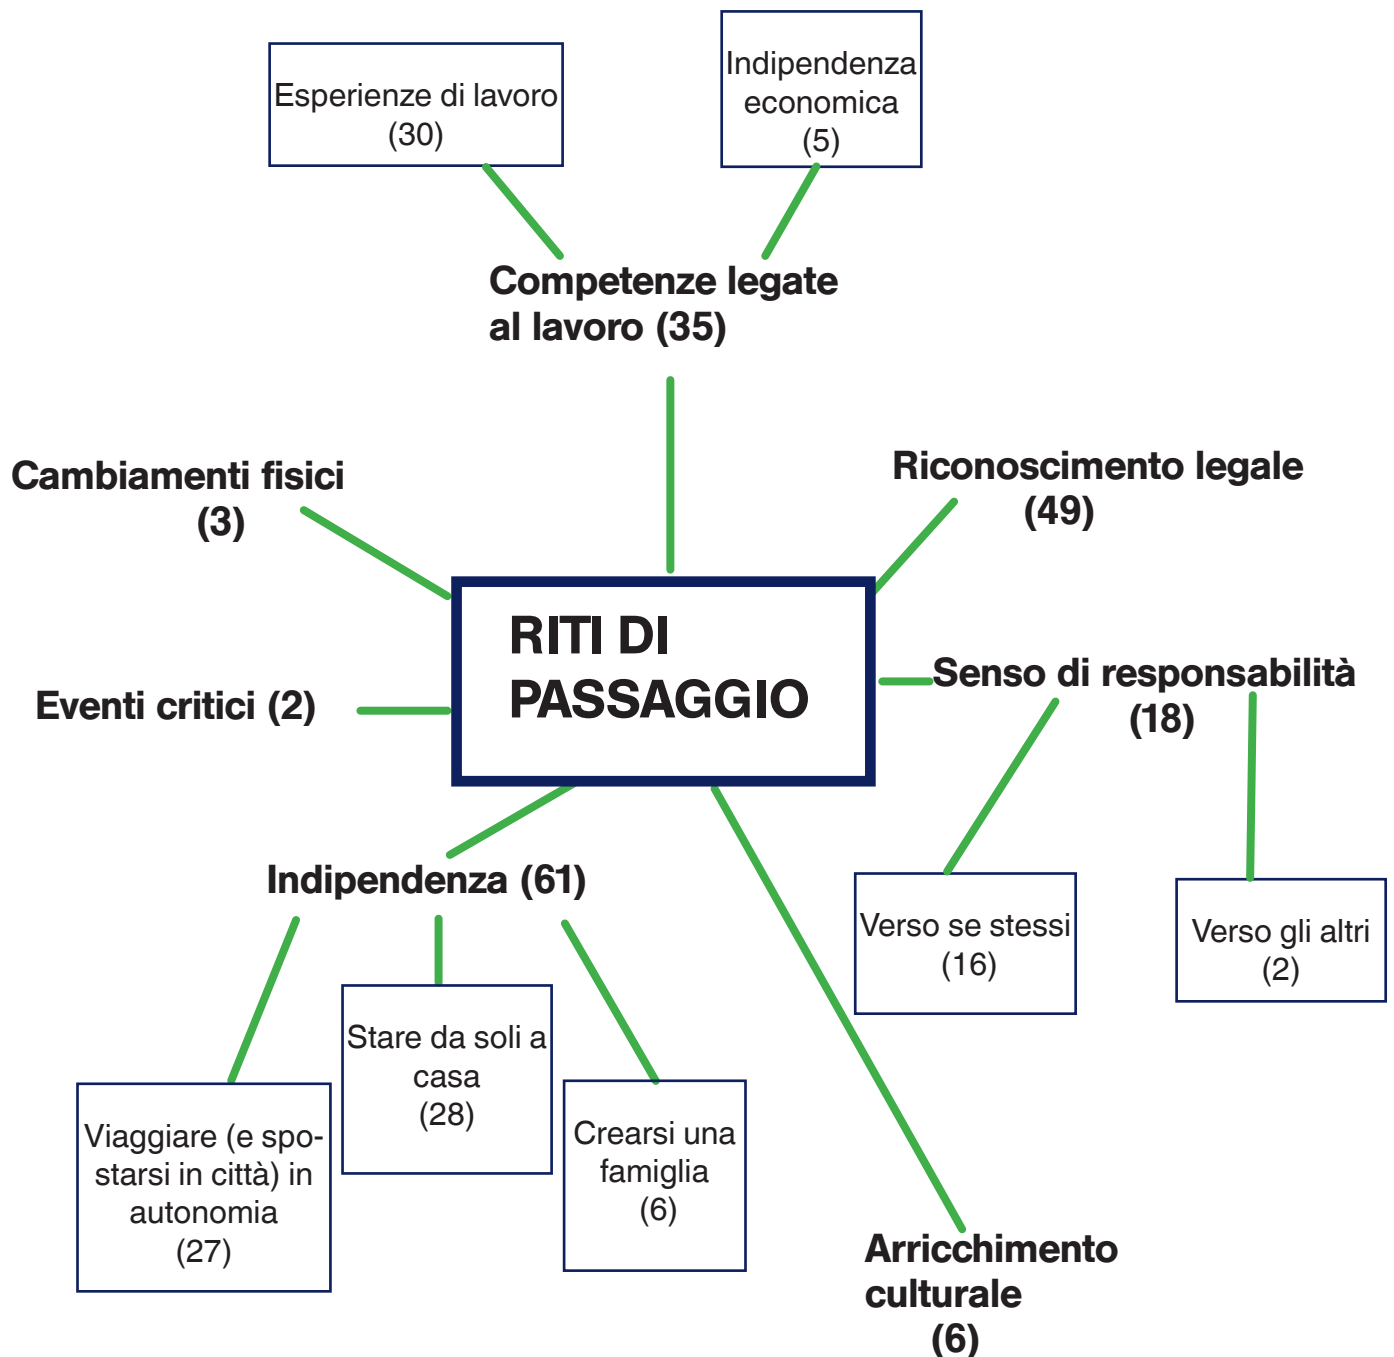 Esperienze di lavoro
(30)
Indipendenza
economica
(5)
Competenze legate
al lavoro (35)
Cambiamenti fisici
(3)
Riconoscimento legale
(49)
RITI DI
PASSAGGIO
Eventi critici (2)
Senso di responsabilità
(18)
Indipendenza (61)
Verso se stessi
(16)
Verso gli altri
(2)
Viaggiare (e spo-
starsi in città) in
autonomia
(27)
Stare da soli a
casa
(28)
Crearsi una
famiglia
(6)
Arricchimento
culturale
(6)